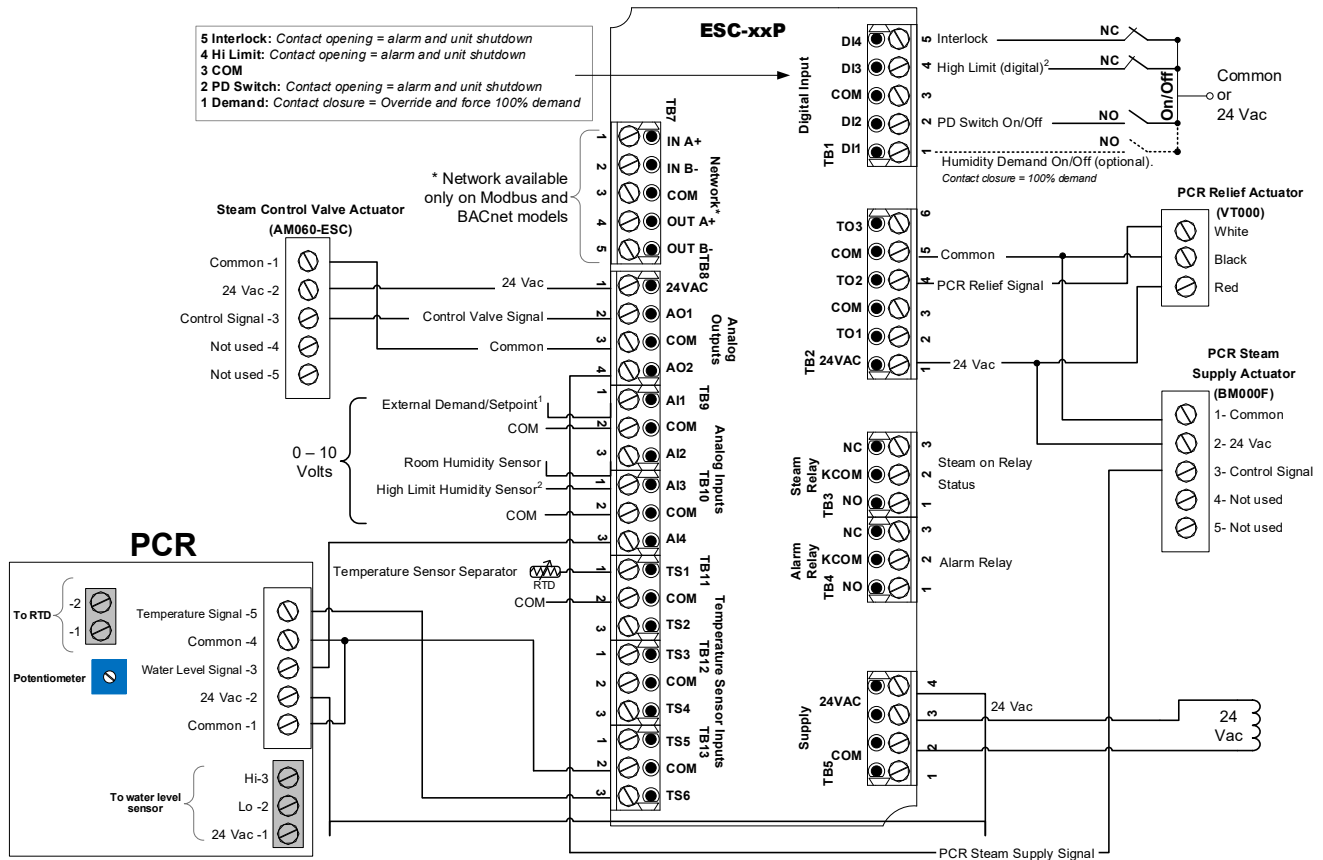 5 Interlock: Contact opening = alarm and unit shutdown
4 Hi Limit: Contact opening = alarm and unit shutdown
3 COM
2 PD Switch: Contact opening = alarm and unit shutdown
1 Demand: Contact closure = Override and force 100% demand
ESC-xxP
Digital Input
TB1
DI4
DI3
COM
DI2
DI1
5
4
3
2
1
Interlock
High Limit (digital)²
PD Switch On/Off
Humidity Demand On/Off (optional).
Contact closure = 100% demand
NC
NC
NO
NO
On/Off
Common
or
24 Vac
TB7
1
2
3
4
5
IN A+
IN B-
COM
OUT A+
OUT B-
Network*
* Network available
only on Modbus and
BACnet models
Steam Control Valve Actuator
(AM060-ESC)
Common -1
24 Vac -2
Control Signal -3
Not used -4
Not used -5
24 Vac
Control Valve Signal
Common
TB8
1
2
3
4
24VAC
AO1
COM
AO2
Analog
Outputs
TB9
1
2
3
AI1
COM
AI2
Analog Inputs
TB10
1
2
3
AI3
COM
AI4
External Demand/Setpoint¹
COM
Room Humidity Sensor
High Limit Humidity Sensor²
COM
0 – 10
Volts
TB11
1
2
3
TS1
COM
TS2
Temperature Sensor Separator
RTD
COM
Temperature Sensor Inputs
TB12
1
2
3
TS3
COM
TS4
TB13
1
2
3
TS5
COM
TS6
TB2
TO3
COM
TO2
COM
TO1
24VAC
6
5
4
3
2
1
Common
PCR Relief Signal
24 Vac
PCR Relief Actuator
(VT000)
White
Black
Red
PCR Steam
Supply Actuator
(BM000F)
1- Common
2- 24 Vac
3- Control Signal
4- Not used
5- Not used
Steam
Relay
TB3
NC
KCOM
NO
3
2
1
Steam on Relay
Status
Alarm
Relay
TB4
NC
KCOM
NO
3
2
1
Alarm Relay
Supply
TB5
24VAC
COM
4
3
2
1
24 Vac
24
Vac
PCR
To RTD
-2
-1
Potentiometer
Temperature Signal -5
Common -4
Water Level Signal -3
24 Vac -2
Common -1
To water level
sensor
Hi-3
Lo -2
24 Vac -1
PCR Steam Supply Signal